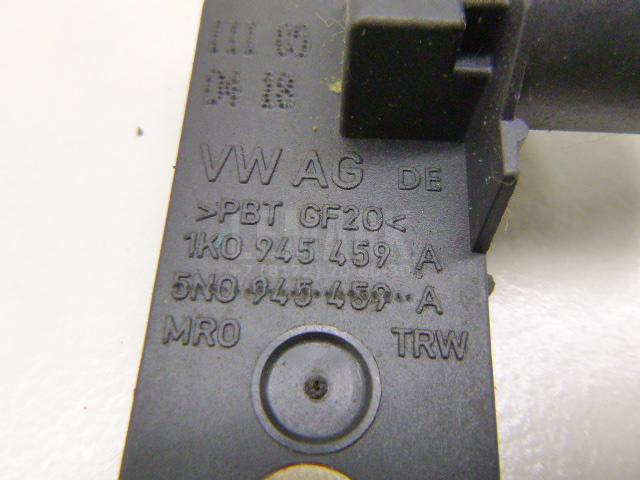 VW AG DE
>PBT GF20<
1K0 945 459 A
5N0 945 459 A
MRO TRW